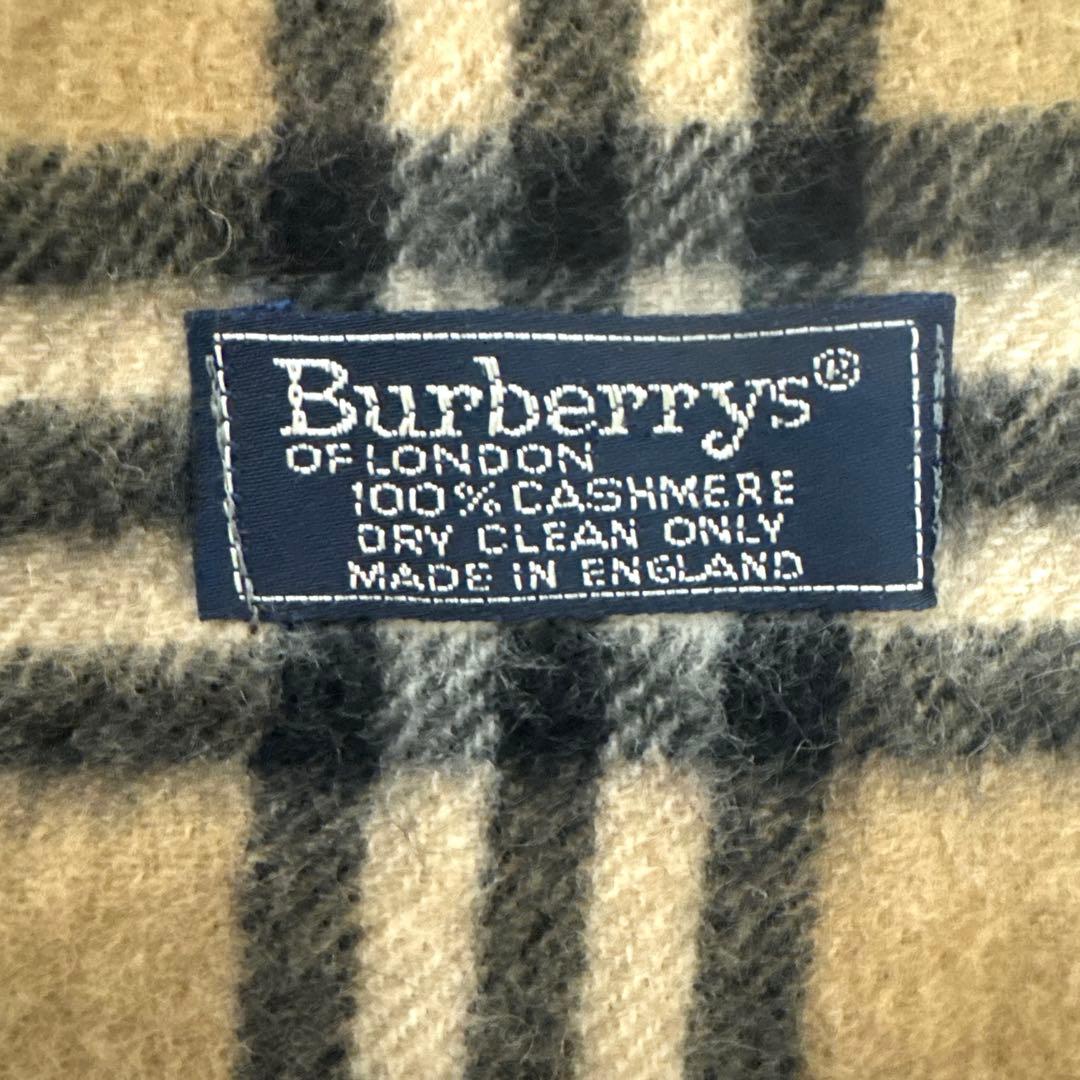 Burberrys®
OF LONDON
100% CASHMERE
DRY CLEAN ONLY
MADE IN ENGLAND